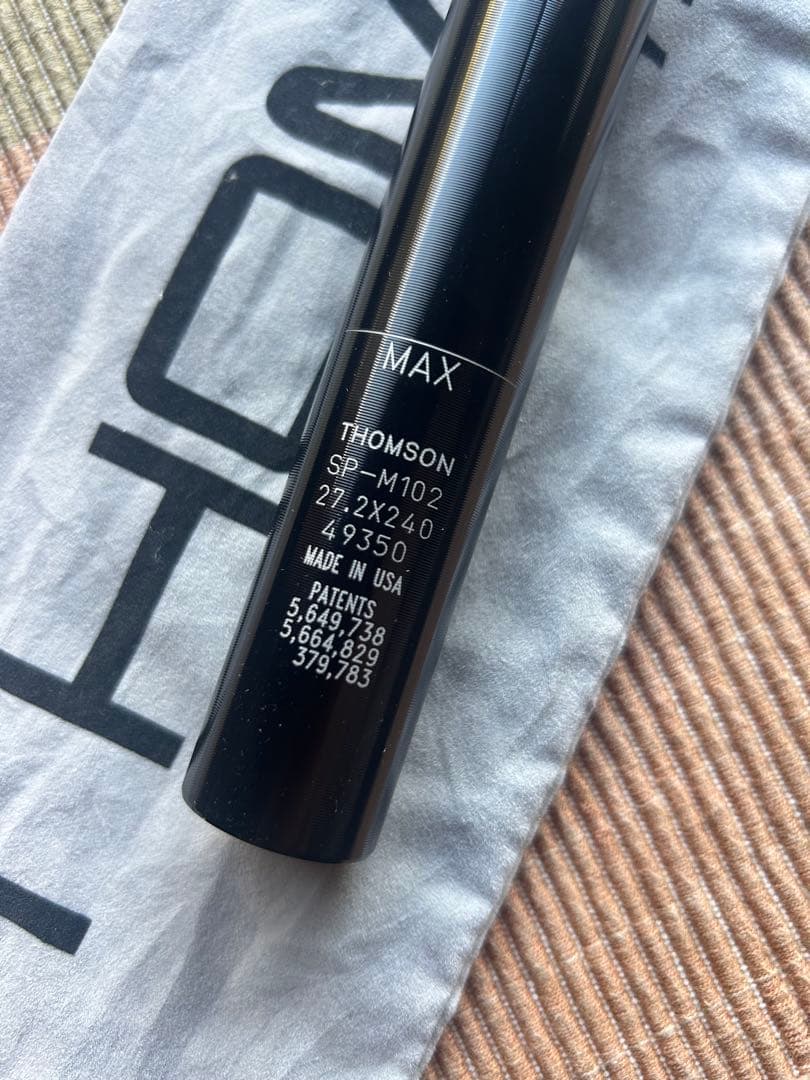 MAX
THOMSON
SP-M102
27.2X240
49350
MADE IN USA
PATENTS
5,649,738
5,664,829
379,783
THOM